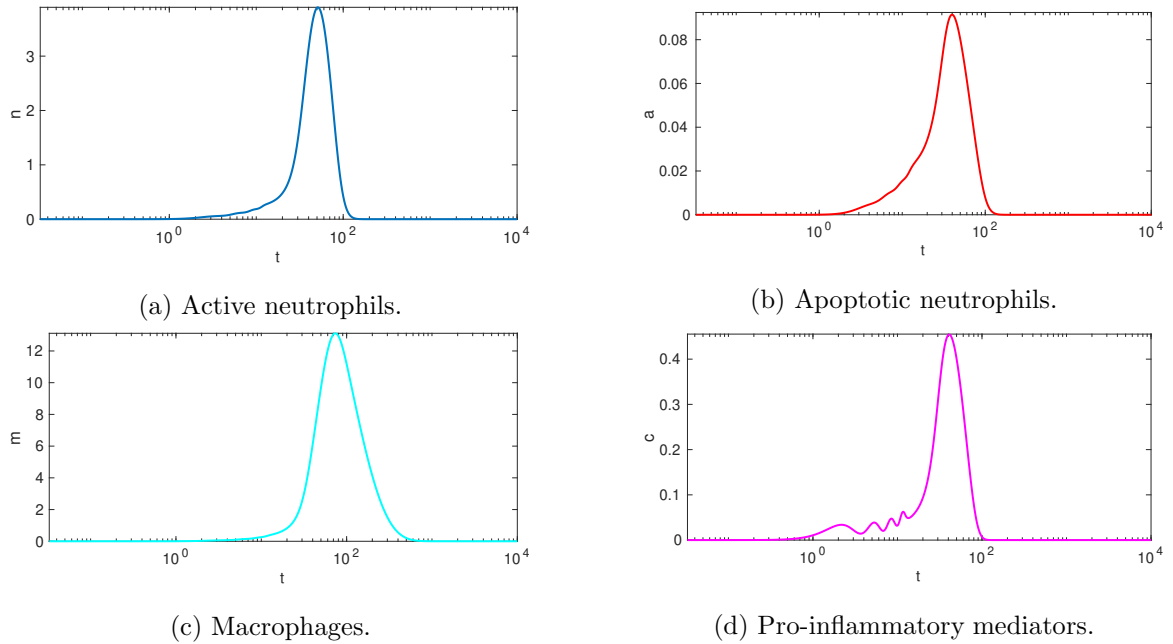 3
2
1
0
n
10^0
10^2
10^4
t
(a) Active neutrophils.
0.08
0.06
0.04
0.02
0
a
10^0
10^2
10^4
t
(b) Apoptotic neutrophils.
12
10
8
6
4
2
0
m
10^0
10^2
10^4
t
(c) Macrophages.
0.4
0.3
0.2
0.1
0
c
10^0
10^2
10^4
t
(d) Pro-inflammatory mediators.